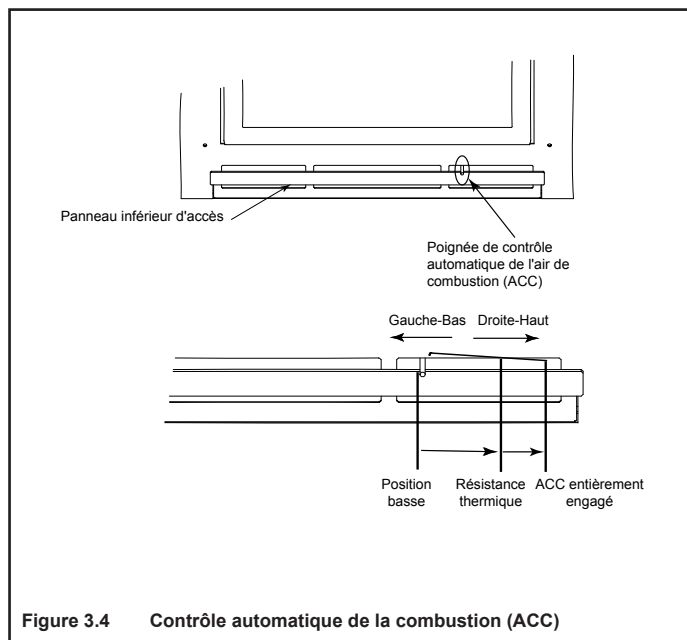 Panneau inférieur d'accès
Poignée de contrôle
automatique de l'air de
combustion (ACC)
Gauche-Bas Droite-Haut
Position
basse
Résistance
thermique
ACC entièrement
engagé
Figure 3.4 Contrôle automatique de la combustion (ACC)